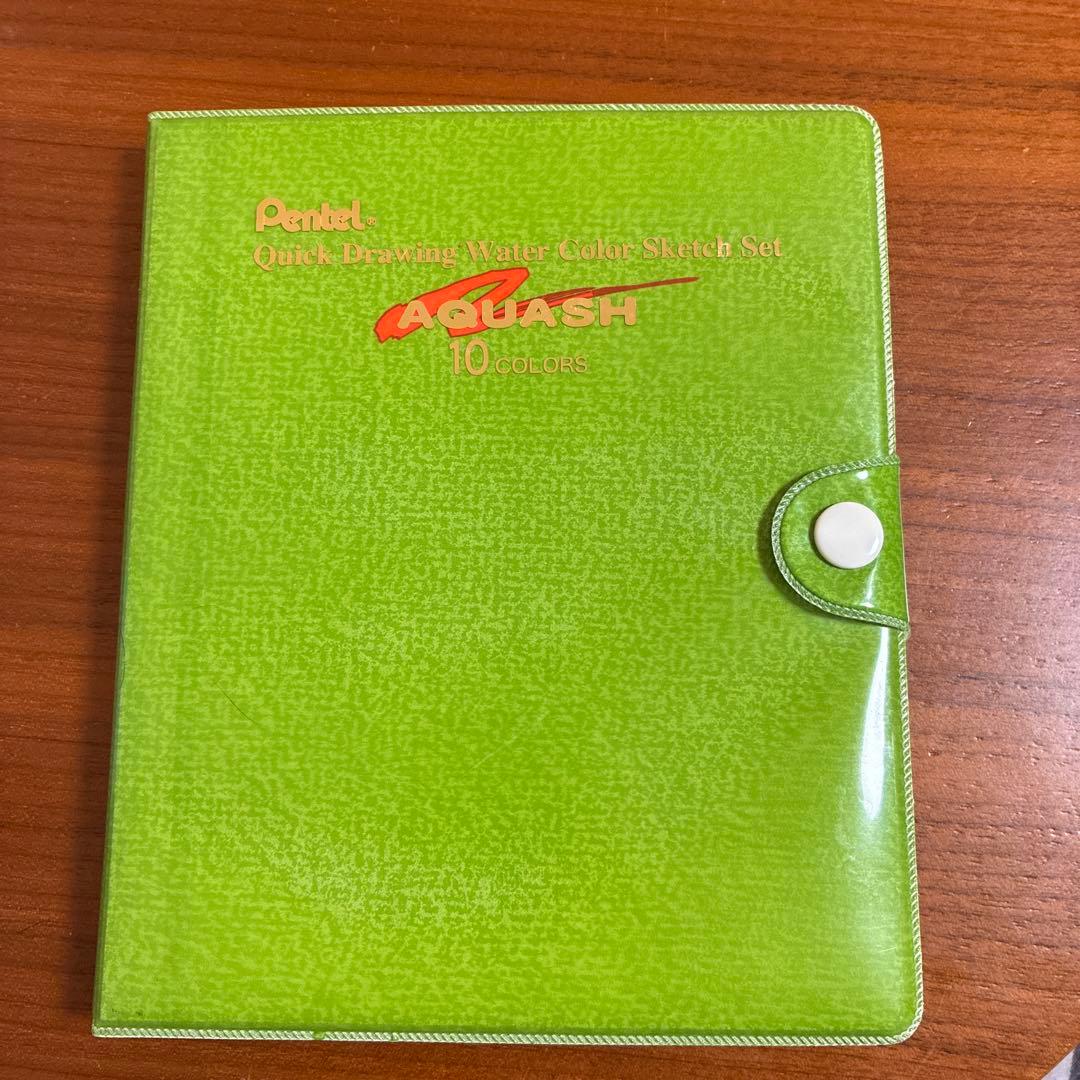 Pentel®
Quick Drawing Water Color Sketch Set
AQUASH
10 COLORS